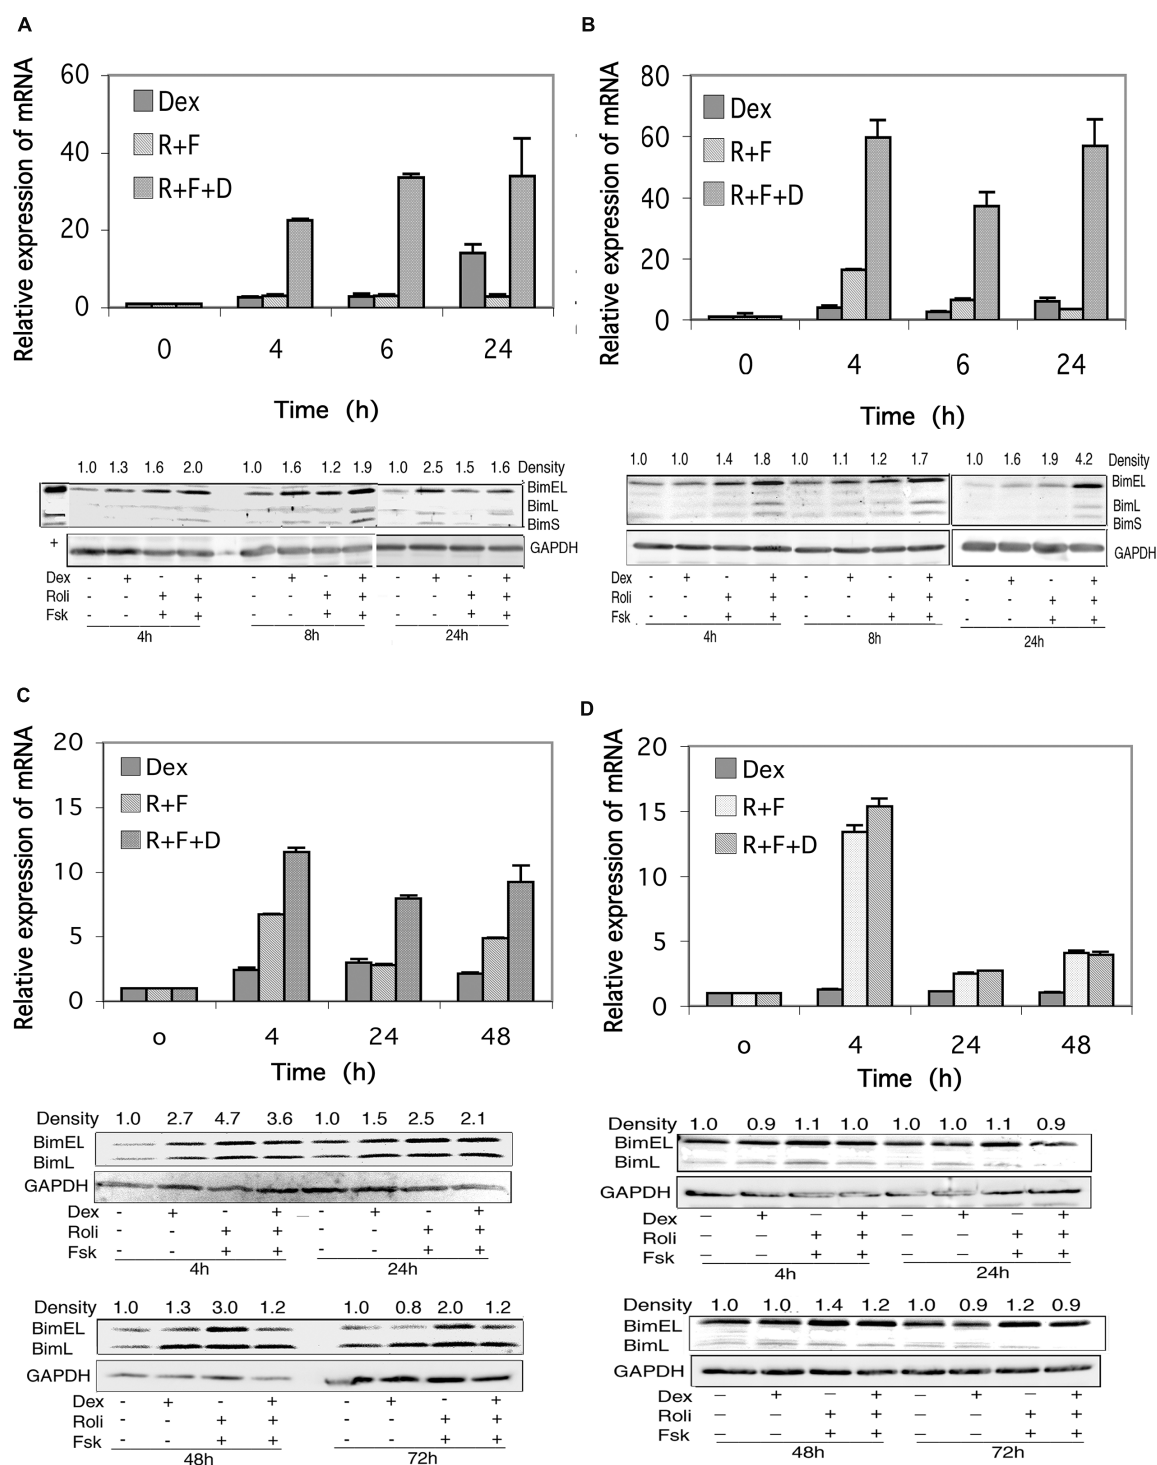 A
Relative expression of mRNA
60
40
20
0
Dex
R+F
R+F+D
0 4 6 24
Time (h)
1.0 1.3 1.6 2.0 1.0 1.6 1.2 1.9 1.0 2.5 1.5 1.6 Density
BimEL
BimL
BimS
+
GAPDH
Dex - + - + - + - + - + - +
Roli - - + + - - + + - - + +
Fsk - - + + - - + + - - + +
4h 8h 24h
B
Relative expression of mRNA
80
60
40
20
0
Dex
R+F
R+F+D
0 4 6 24
Time (h)
1.0 1.0 1.4 1.8 1.0 1.1 1.2 1.7 1.0 1.6 1.9 4.2 Density
BimEL
BimL
BimS
GAPDH
Dex - + - + - + - + - + - +
Roli - - + + - - + + - - + +
Fsk - - + + - - + + - - + +
4h 8h 24h
C
Relative expression of mRNA
20
15
10
5
0
Dex
R+F
R+F+D
o 4 24 48
Time (h)
Density 1.0 2.7 4.7 3.6 1.0 1.5 2.5 2.1
BimEL
BimL
GAPDH
Dex - + - + - + - +
Roli - - + + - - + +
Fsk - - + + - - + +
4h 24h
Density 1.0 1.3 3.0 1.2 1.0 0.8 2.0 1.2
BimEL
BimL
GAPDH
Dex - + - + - + - +
Roli - - + + - - + +
Fsk - - + + - - + +
48h 72h
D
Relative expression of mRNA
20
15
10
5
0
Dex
R+F
R+F+D
o 4 24 48
Time (h)
Density 1.0 0.9 1.1 1.0 1.0 1.0 1.1 0.9
BimEL
BimL
GAPDH
Dex – + – + – + – +
Roli – – + + – – + +
Fsk – – + + – – + +
4h 24h
Density 1.0 1.0 1.4 1.2 1.0 0.9 1.2 0.9
BimEL
BimL
GAPDH
Dex – + – + – + – +
Roli – – + + – – + +
Fsk – – + + – – + +
48h 72h